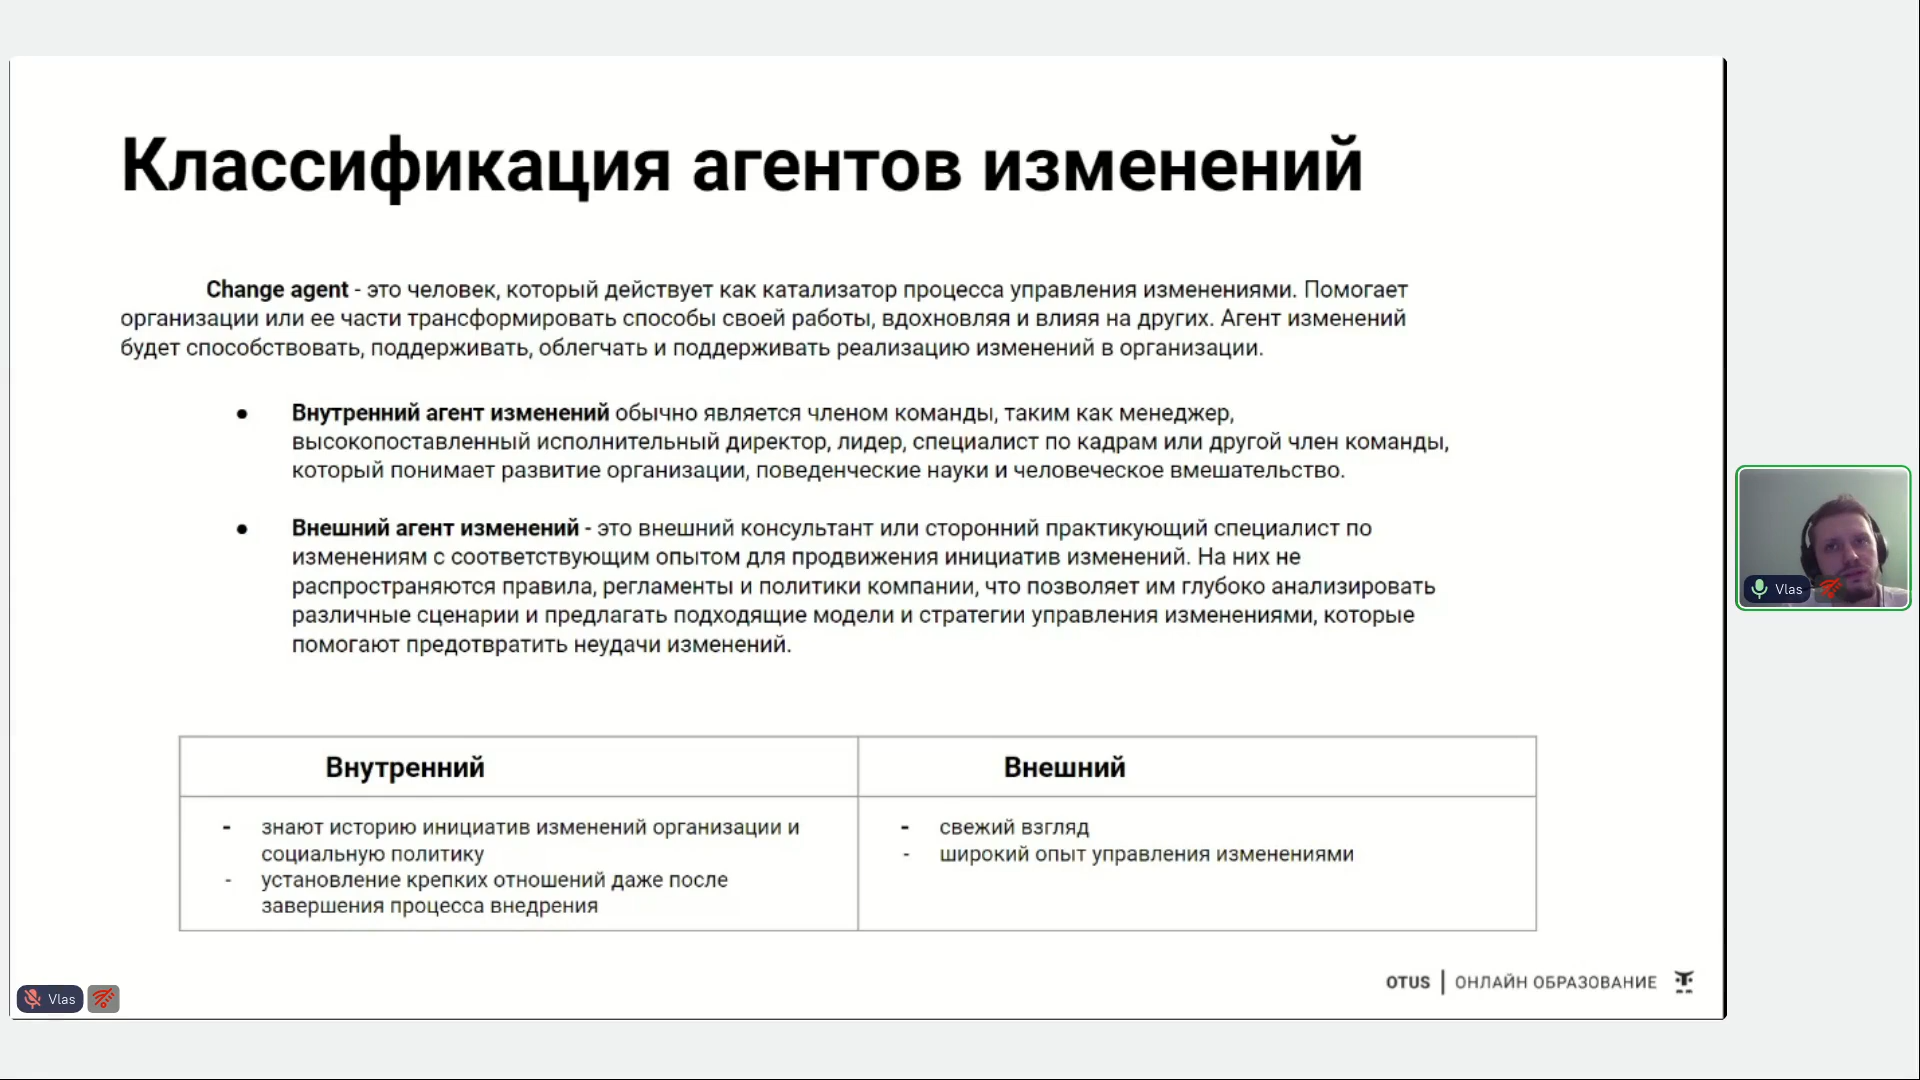 Классификация агентов изменений
Change agent - это человек, который действует как катализатор процесса управления изменениями. Помогает
организации или ее части трансформировать способы своей работы, вдохновляя и влияя на других. Агент изменений
будет способствовать, поддерживать, облегчать и поддерживать реализацию изменений в организации.
● Внутренний агент изменений обычно является членом команды, таким как менеджер,
высокопоставленный исполнительный директор, лидер, специалист по кадрам или другой член команды,
который понимает развитие организации, поведенческие науки и человеческое вмешательство.
● Внешний агент изменений - это внешний консультант или сторонний практикующий специалист по
изменениям с соответствующим опытом для продвижения инициатив изменений. На них не
распространяются правила, регламенты и политики компании, что позволяет им глубоко анализировать
различные сценарии и предлагать подходящие модели и стратегии управления изменениями, которые
помогают предотвратить неудачи изменений.
Внутренний
- знают историю инициатив изменений организации и
социальную политику
- установление крепких отношений даже после
завершения процесса внедрения
Внешний
- свежий взгляд
- широкий опыт управления изменениями
OTUS | ОНЛАЙН ОБРАЗОВАНИЕ
Vlas
Vlas